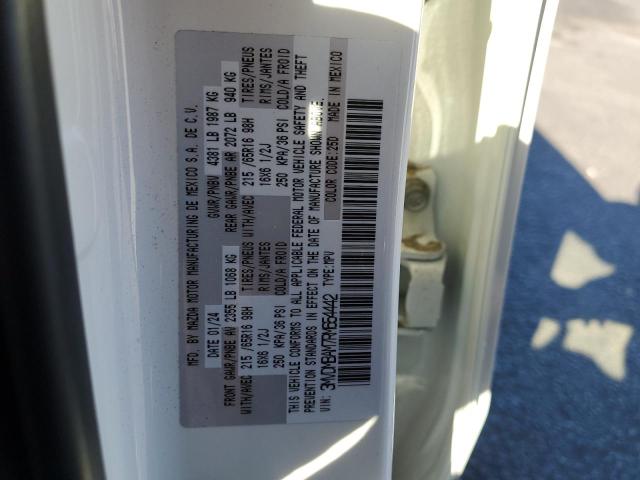 MFD. BY MAZDA MOTOR MANUFACTURING DE MEXICO S.A. DE C.V.
DATE 01/24 GVWR/PNBV 4381 LB 1987 KG
FRONT GAWR/PNBE AV 2355 LB 1068 KG REAR GAWR/PNBE AR 2072 LB 940 KG
WITH/AVEC TIRES/PNEUS WITH/AVEC TIRES/PNEUS
215 /65R16 98H RIMS/JANTES 215 /65R16 98H RIMS/JANTES
16X6 1/2J COLD/A FROID 16X6 1/2J COLD/A FROID
250 KPA/36 PSI 250 KPA/36 PSI
THIS VEHICLE CONFORMS TO ALL APPLICABLE FEDERAL MOTOR VEHICLE SAFETY AND THEFT
PREVENTION STANDARDS IN EFFECT ON THE DATE OF MANUFACTURE SHOWN ABOVE.
VIN: TYPE:MPV COLOR CODE:25D MADE IN MEXICO